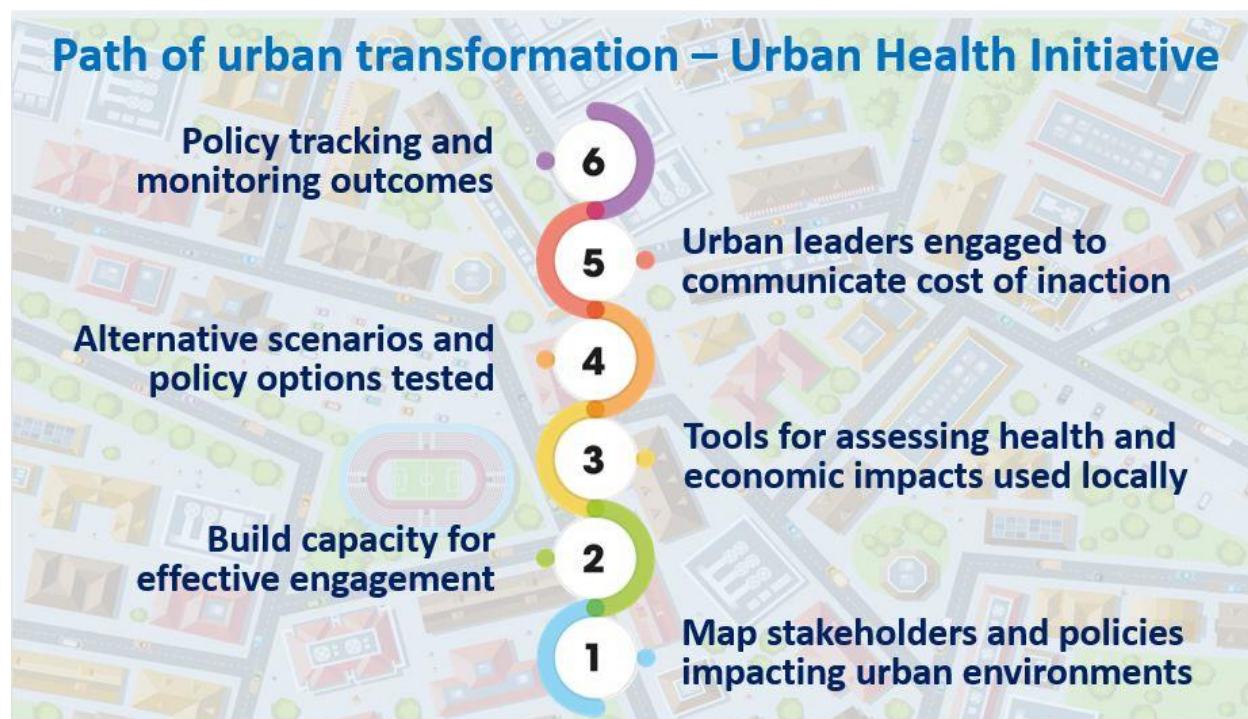 Path of urban transformation – Urban Health Initiative
6
Policy tracking and
monitoring outcomes
5
Urban leaders engaged to
communicate cost of inaction
4
Alternative scenarios and
policy options tested
3
Tools for assessing health and
economic impacts used locally
2
Build capacity for
effective engagement
1
Map stakeholders and policies
impacting urban environments